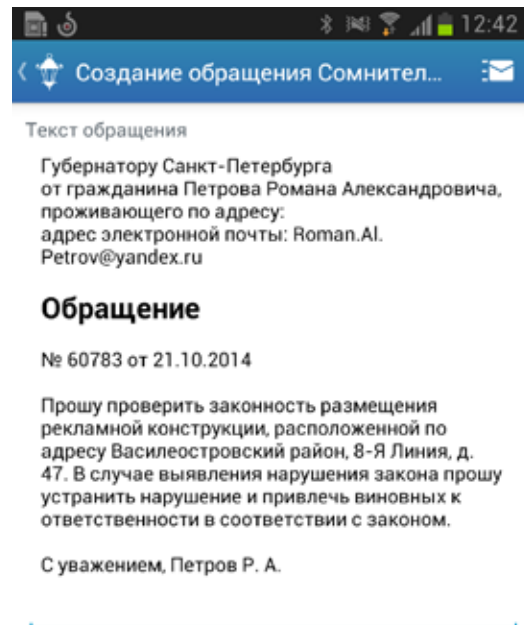 12:42
Создание обращения Сомнител...
Текст обращения
Губернатору Санкт-Петербурга
от гражданина Петрова Романа Александровича,
проживающего по адресу:
адрес электронной почты: Roman.Al.
Petrov@yandex.ru
Обращение
№ 60783 от 21.10.2014
Прошу проверить законность размещения
рекламной конструкции, расположенной по
адресу Василеостровский район, 8-Я Линия, д.
47. В случае выявления нарушения закона прошу
устранить нарушение и привлечь виновных к
ответственности в соответствии с законом.
С уважением, Петров Р. А.